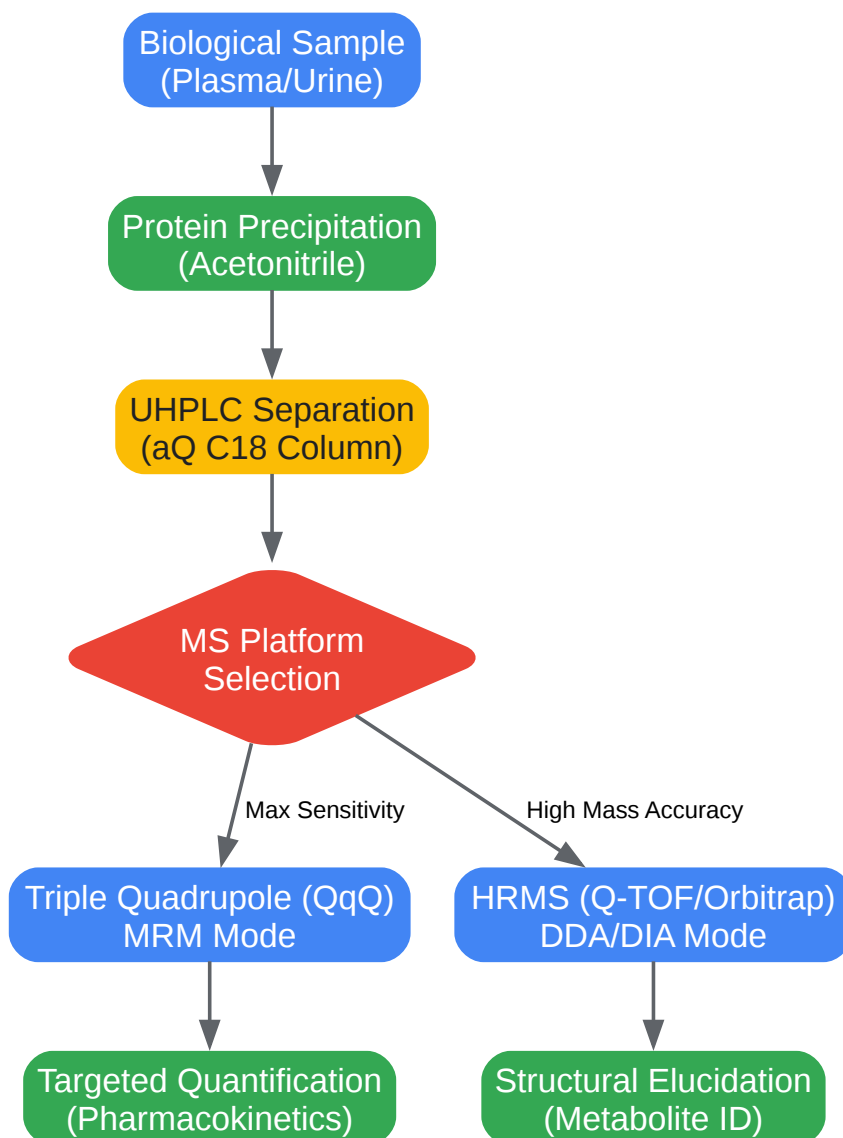 Biological Sample
(Plasma/Urine)
Protein Precipitation
(Acetonitrile)
UHPLC Separation
(aQ C18 Column)
MS Platform
Selection
Max Sensitivity
High Mass Accuracy
Triple Quadrupole (QqQ)
MRM Mode
HRMS (Q-TOF/Orbitrap)
DDA/DIA Mode
Targeted Quantification
(Pharmacokinetics)
Structural Elucidation
(Metabolite ID)